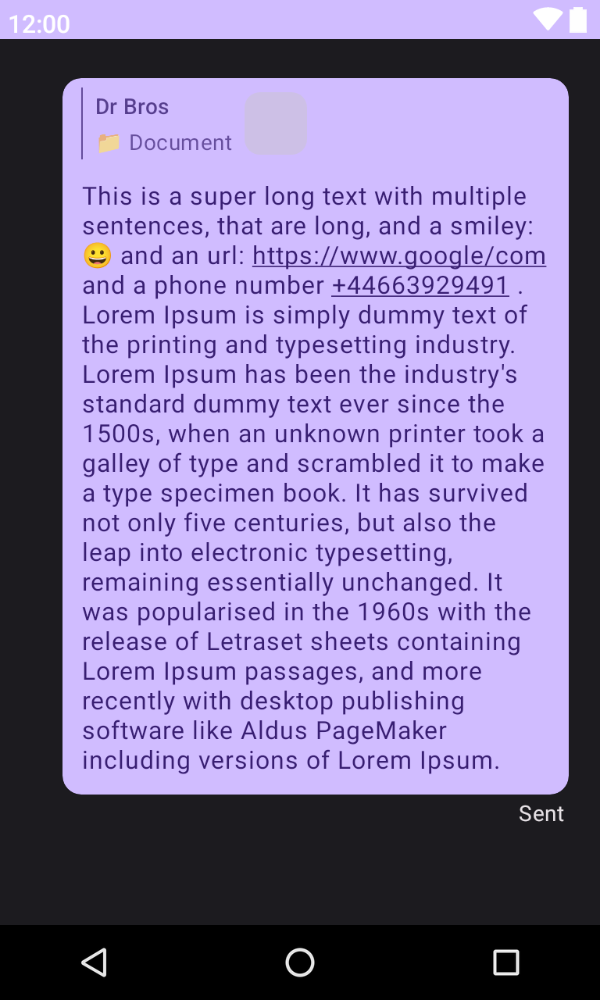 12:00
Dr Bros
📁 Document
This is a super long text with multiple
sentences, that are long, and a smiley:
😀 and an url: https://www.google/com
and a phone number +44663929491 .
Lorem Ipsum is simply dummy text of
the printing and typesetting industry.
Lorem Ipsum has been the industry's
standard dummy text ever since the
1500s, when an unknown printer took a
galley of type and scrambled it to make
a type specimen book. It has survived
not only five centuries, but also the
leap into electronic typesetting,
remaining essentially unchanged. It
was popularised in the 1960s with the
release of Letraset sheets containing
Lorem Ipsum passages, and more
recently with desktop publishing
software like Aldus PageMaker
including versions of Lorem Ipsum.
Sent